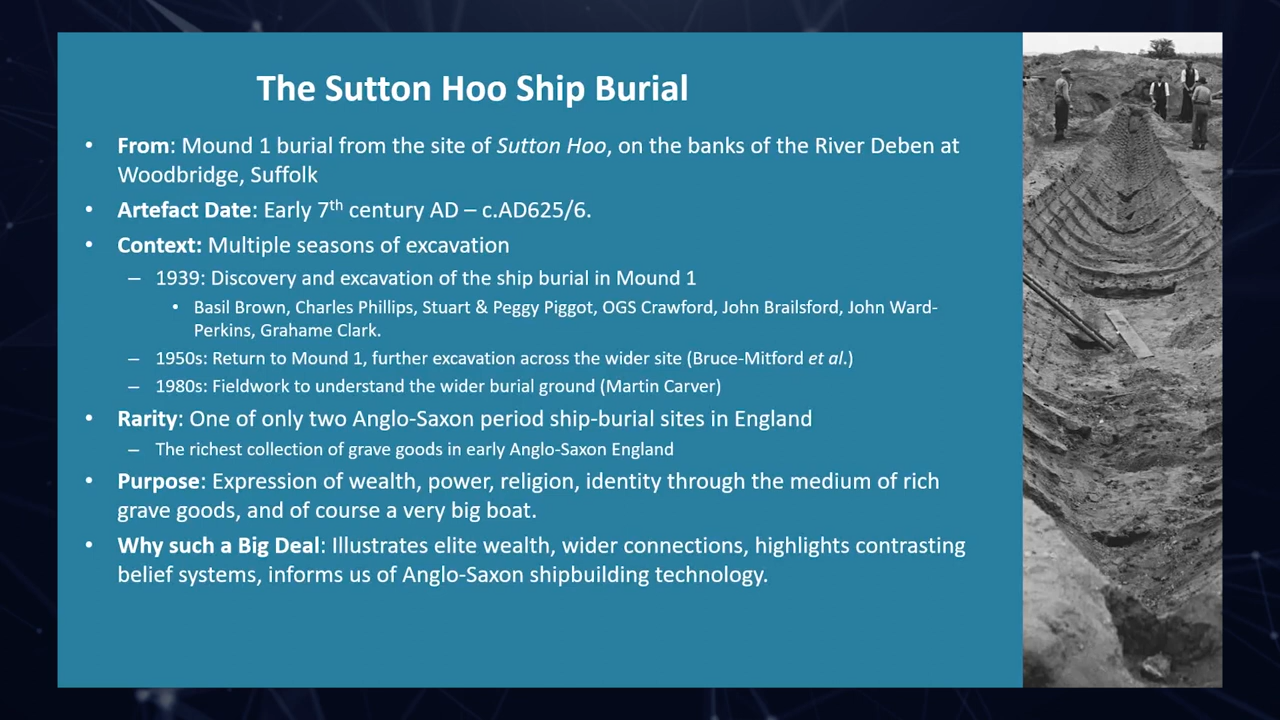 The Sutton Hoo Ship Burial
• From: Mound 1 burial from the site of Sutton Hoo, on the banks of the River Deben at
Woodbridge, Suffolk
• Artefact Date: Early 7th century AD – c.AD625/6.
• Context: Multiple seasons of excavation
– 1939: Discovery and excavation of the ship burial in Mound 1
• Basil Brown, Charles Phillips, Stuart & Peggy Piggot, OGS Crawford, John Brailsford, John Ward-
Perkins, Grahame Clark.
– 1950s: Return to Mound 1, further excavation across the wider site (Bruce-Mitford et al.)
– 1980s: Fieldwork to understand the wider burial ground (Martin Carver)
• Rarity: One of only two Anglo-Saxon period ship-burial sites in England
– The richest collection of grave goods in early Anglo-Saxon England
• Purpose: Expression of wealth, power, religion, identity through the medium of rich
grave goods, and of course a very big boat.
• Why such a Big Deal: Illustrates elite wealth, wider connections, highlights contrasting
belief systems, informs us of Anglo-Saxon shipbuilding technology.